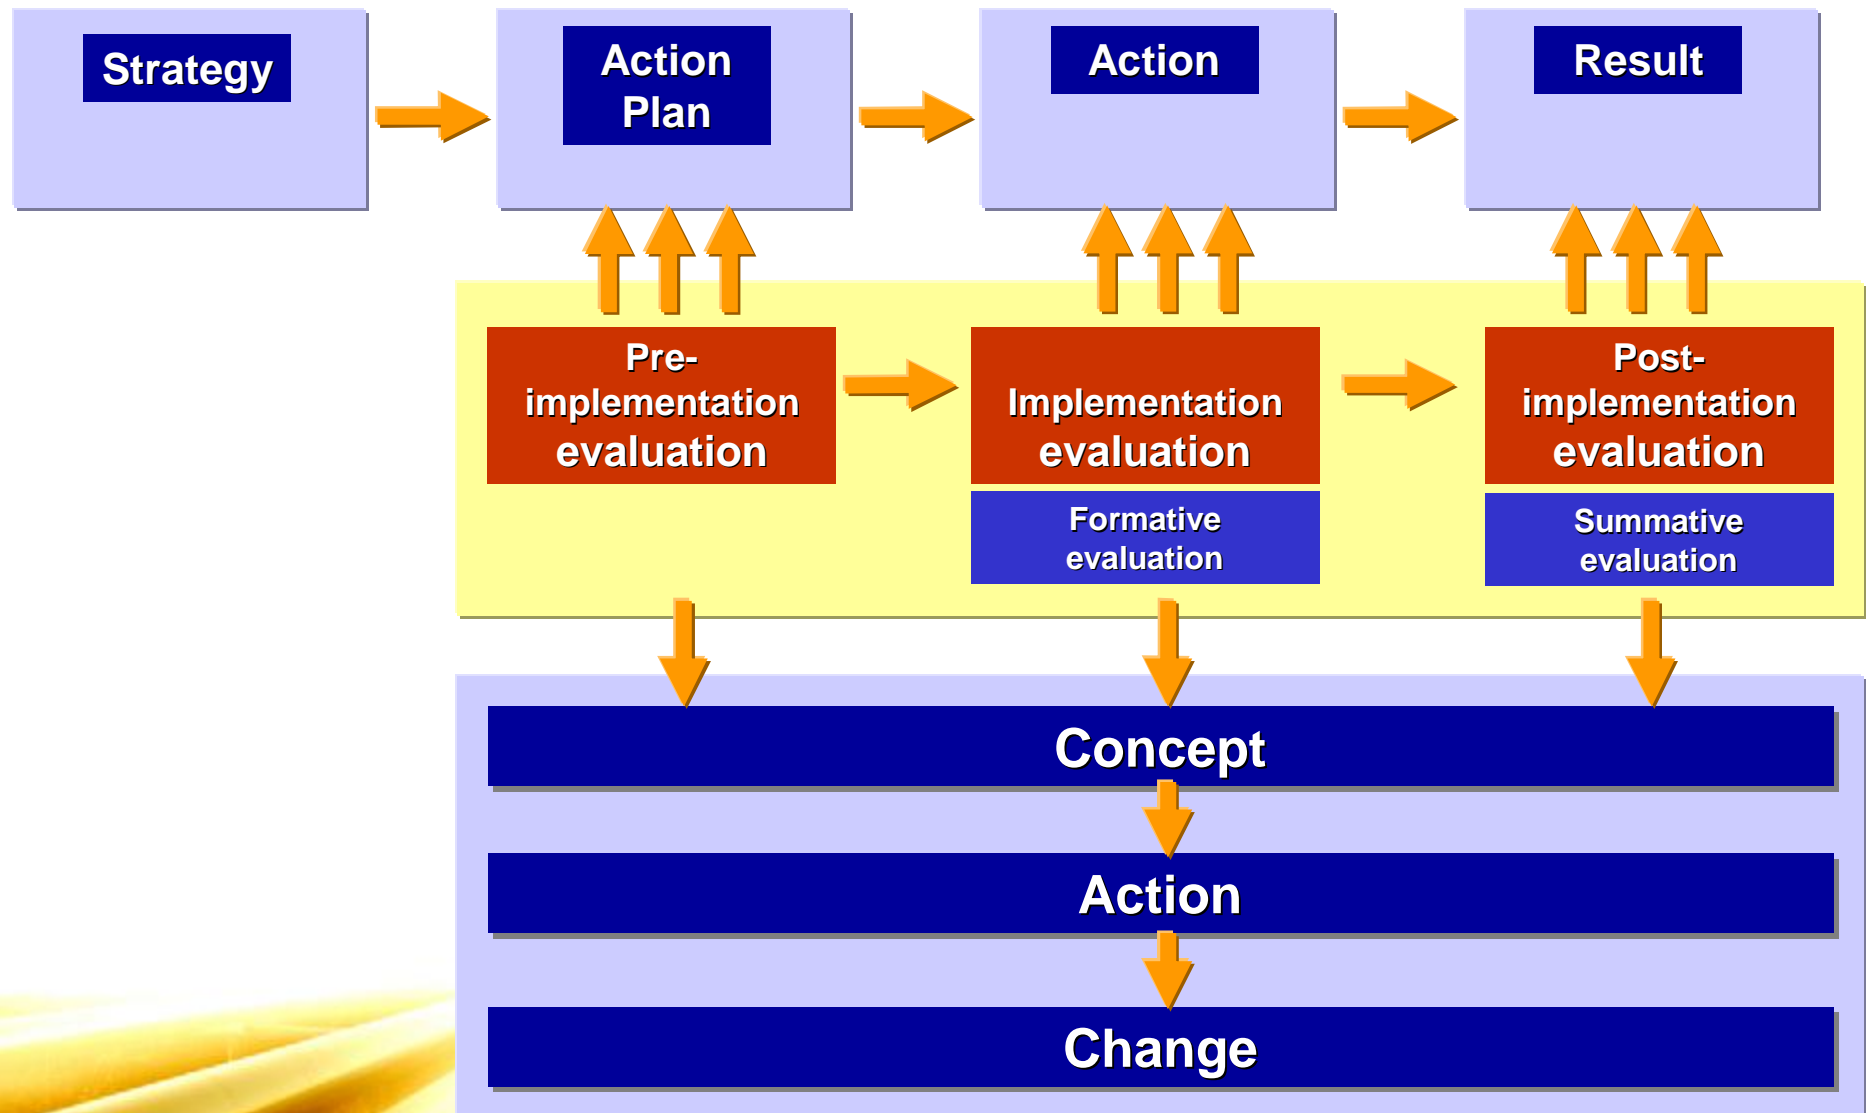 Strategy
Action
Plan
Action
Result
Pre-
implementation
evaluation
Implementation
evaluation
Post-
implementation
evaluation
Formative
evaluation
Summative
evaluation
Concept
Action
Change